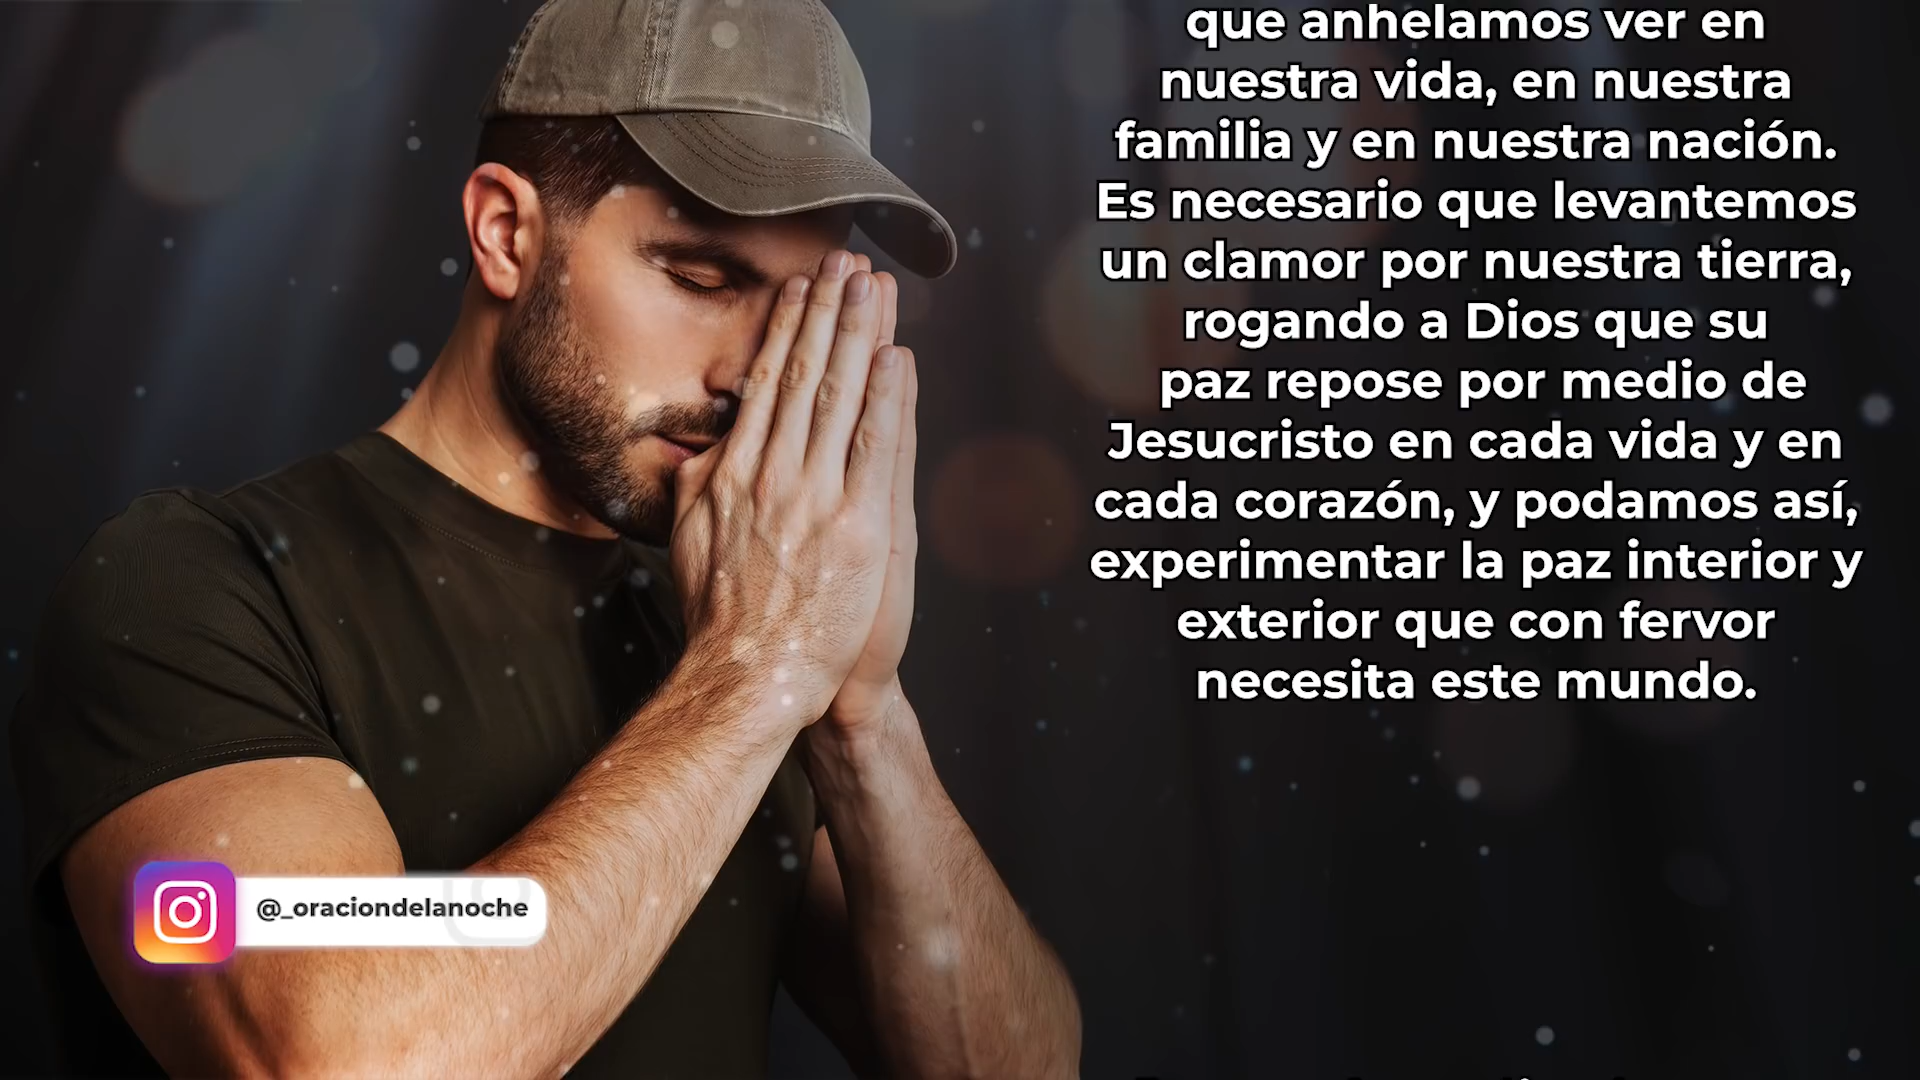 que anhelamos ver en
nuestra vida, en nuestra
familia y en nuestra nación.
Es necesario que levantemos
un clamor por nuestra tierra,
rogando a Dios que su
paz repose por medio de
Jesucristo en cada vida y en
cada corazón, y podamos así,
experimentar la paz interior y
exterior que con fervor
necesita este mundo.
@_oraciondelanoche